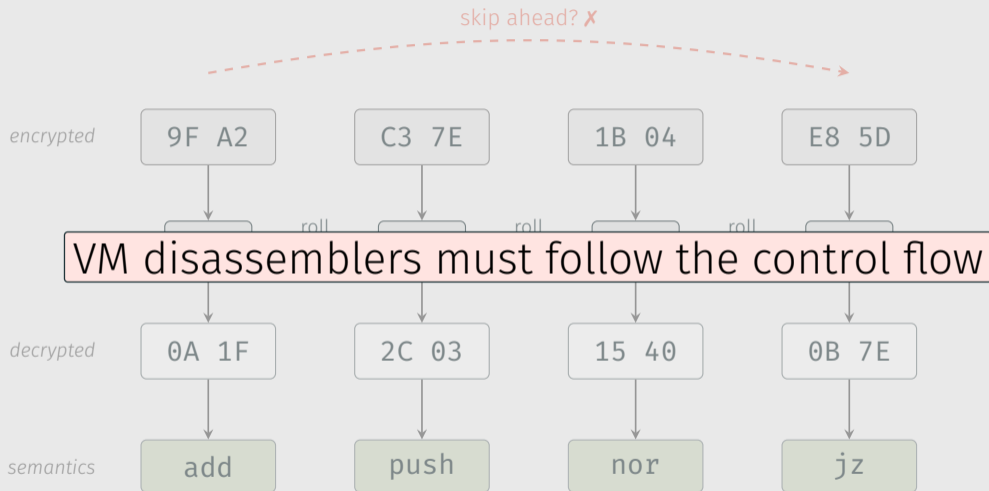 skip ahead? ✗
encrypted 9F A2 C3 7E 1B 04 E8 5D
roll roll roll
VM disassemblers must follow the control flow
decrypted 0A 1F 2C 03 15 40 0B 7E
semantics add push nor jz